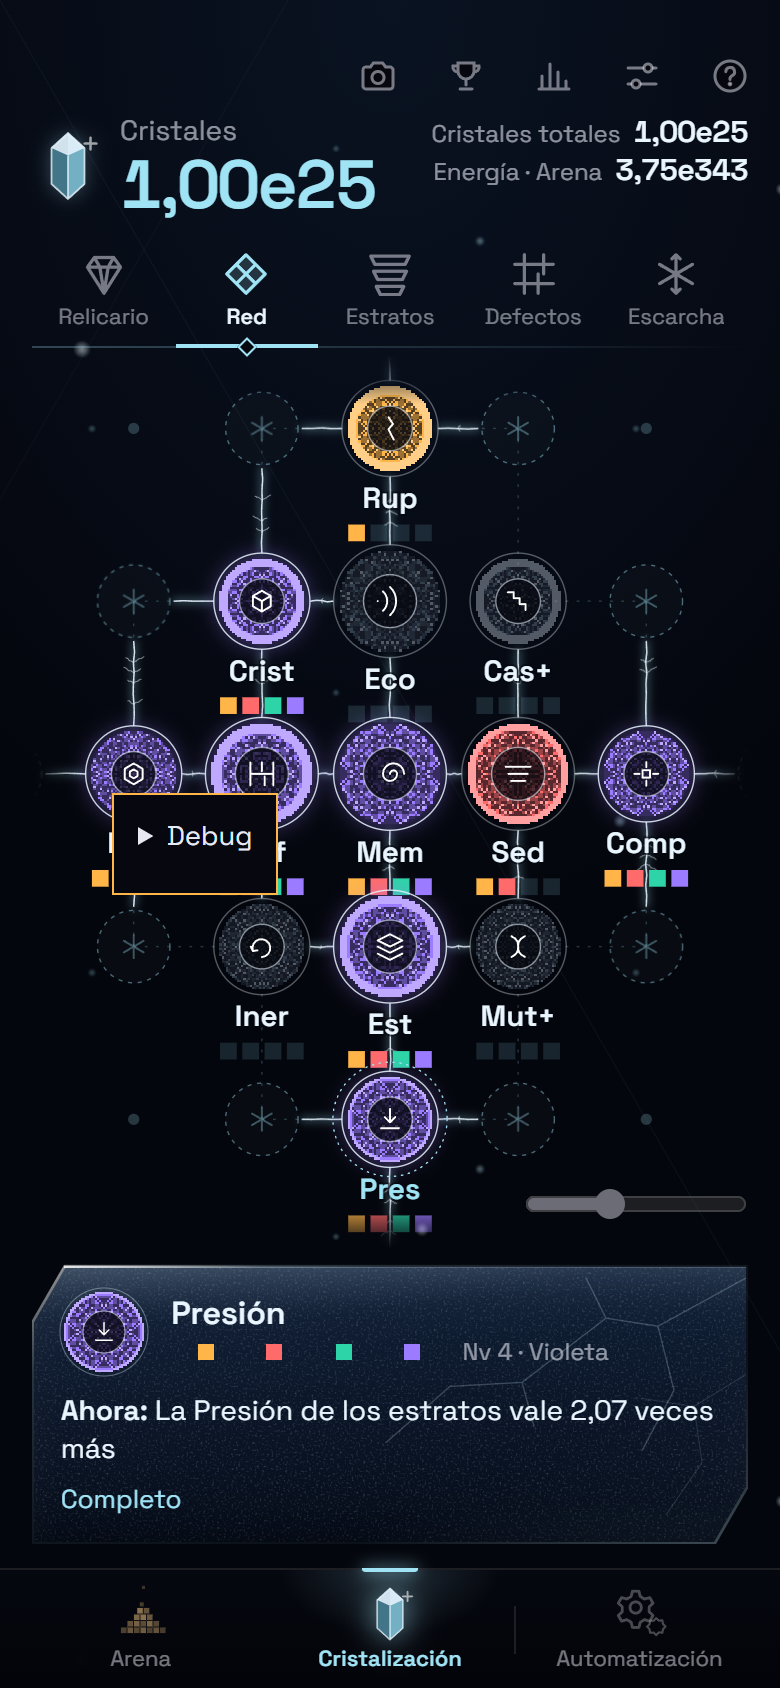 Cristales
1,00e25
Cristales totales 1,00e25
Energía · Arena 3,75e343
Relicario
Red
Estratos
Defectos
Escarcha
Rup
Crist
Eco
Cas+
Mem
Sed
Comp
Debug
Iner
Est
Mut+
Pres
Presión
Nv 4 · Violeta
Ahora: La Presión de los estratos vale 2,07 veces
más
Completo
Arena
Cristalización
Automatización